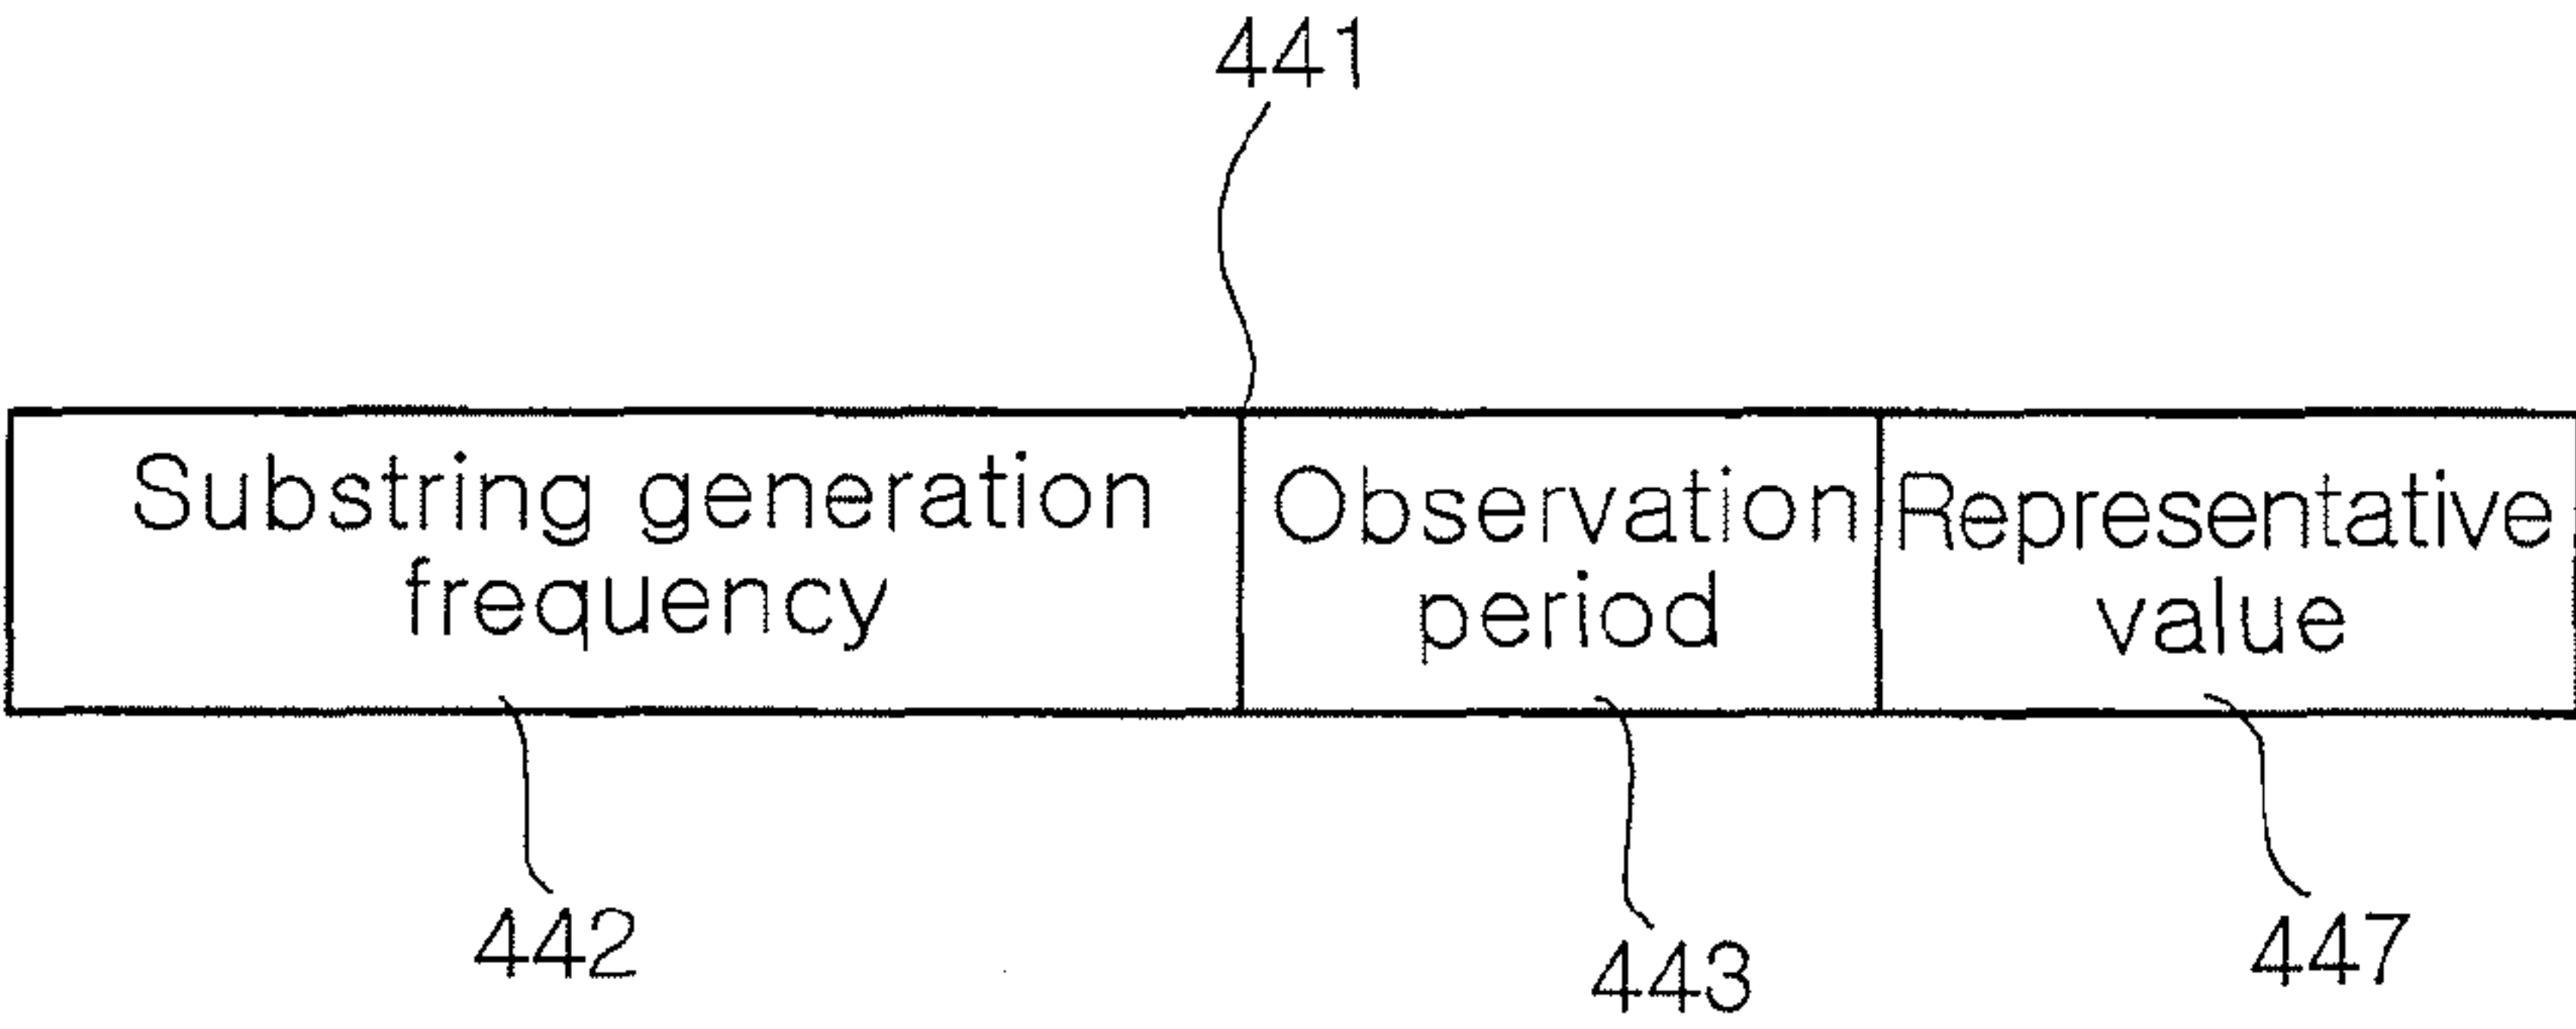 441
Substring generation
frequency
Observation
period
Representative
value
442
443
447